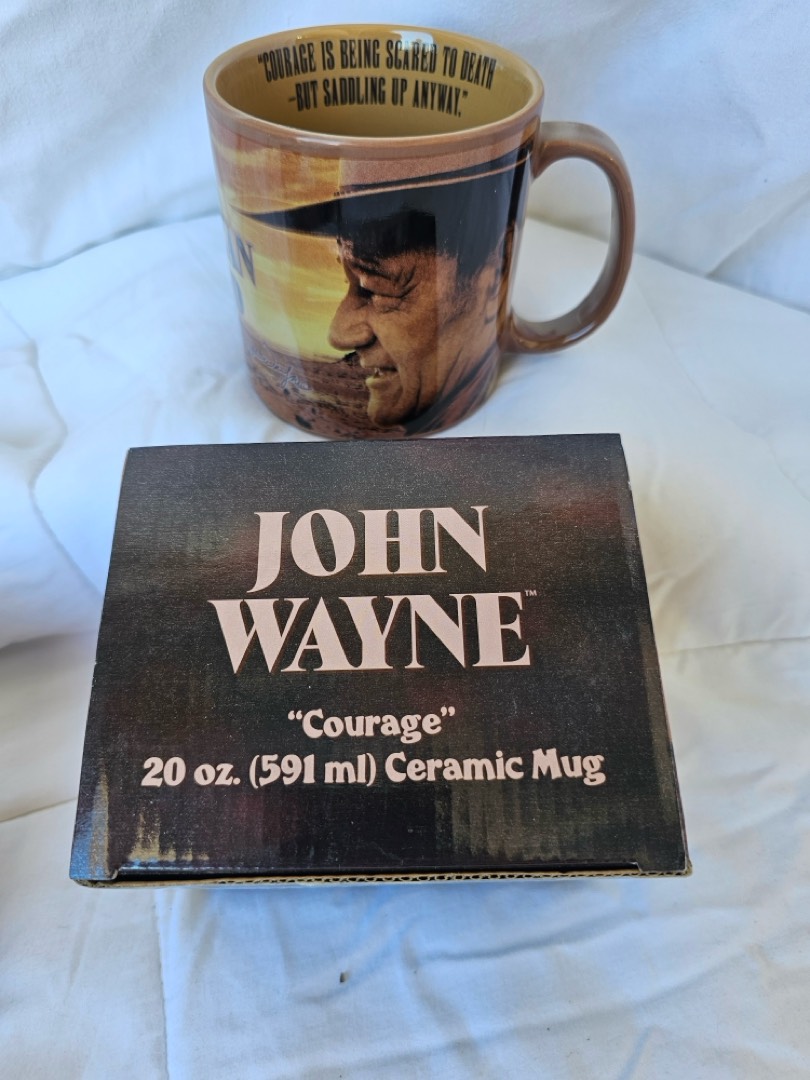 "COURAGE IS BEING SCARED TO DEATH
–BUT SADDLING UP ANYWAY."
JOHN
WAYNE™
"Courage"
20 oz. (591 ml) Ceramic Mug